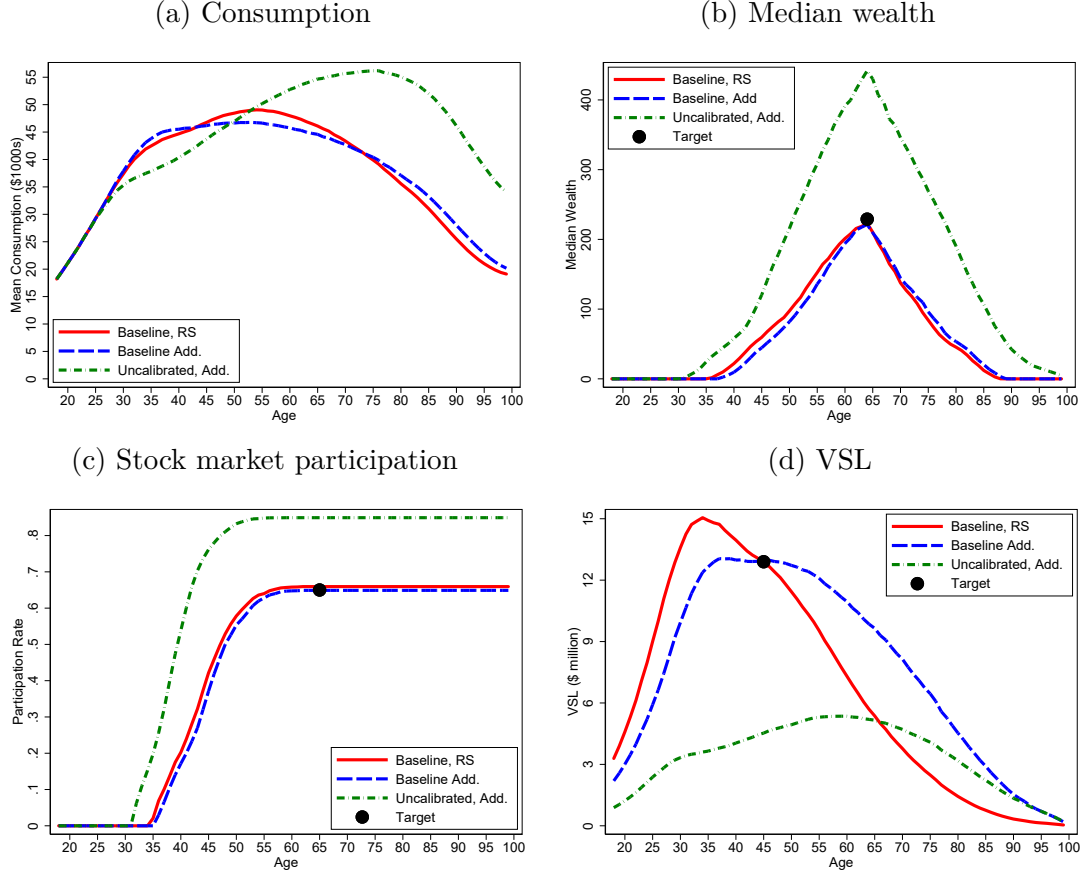 (a) Consumption
Mean Consumption ($1000s)
55
50
45
40
35
30
25
20
15
10
5
0
Baseline, RS
Baseline Add.
Uncalibrated, Add.
20 25 30 35 40 45 50 55 60 65 70 75 80 85 90 95 100
Age
(b) Median wealth
Median Wealth
400
300
200
100
0
Baseline, RS
Baseline, Add
Uncalibrated, Add.
Target
20 25 30 35 40 45 50 55 60 65 70 75 80 85 90 95 100
Age
(c) Stock market participation
Participation Rate
.8
.7
.6
.5
.4
.3
.2
.1
0
Baseline, RS
Baseline Add.
Uncalibrated, Add.
Target
20 25 30 35 40 45 50 55 60 65 70 75 80 85 90 95 100
Age
(d) VSL
VSL ($ million)
15
12
9
6
3
0
Baseline, RS
Baseline Add.
Uncalibrated, Add.
Target
20 25 30 35 40 45 50 55 60 65 70 75 80 85 90 95 100
Age